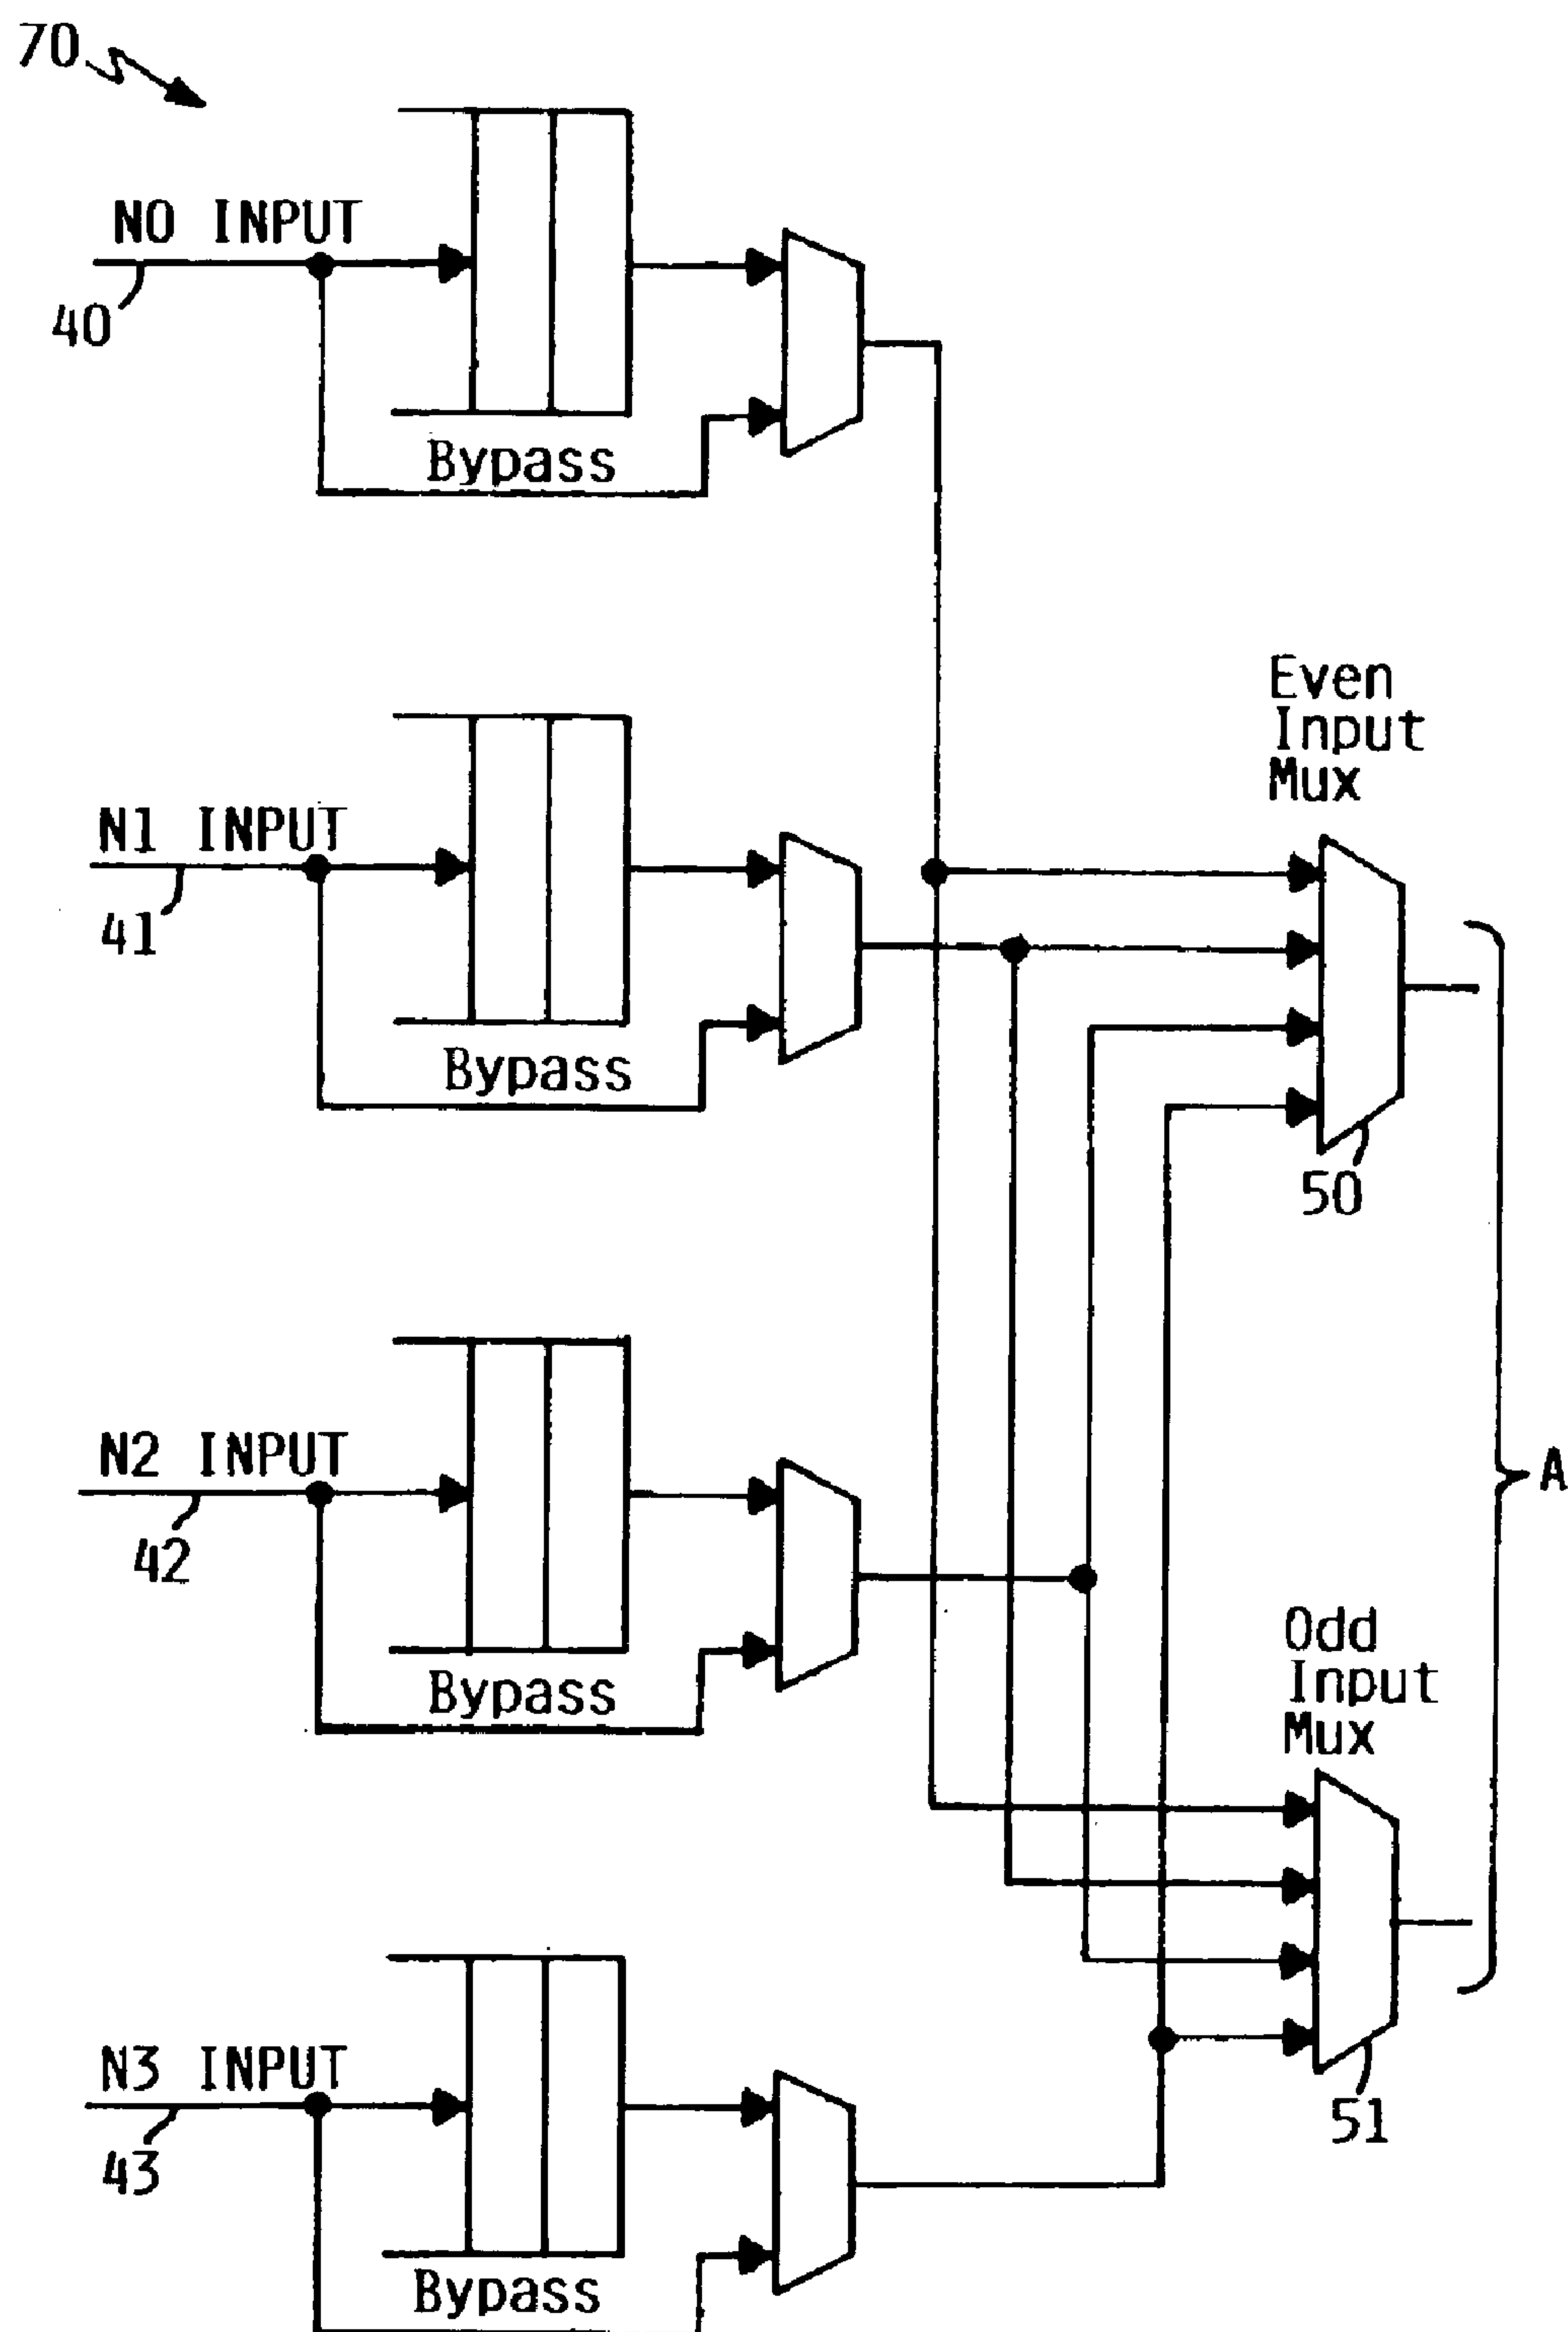 70
NO INPUT
40
Bypass
Even
Input
Mux
N1 INPUT
41
Bypass
50
N2 INPUT
42
A
Bypass
Odd
Input
Mux
N3 INPUT
43
51
Bypass